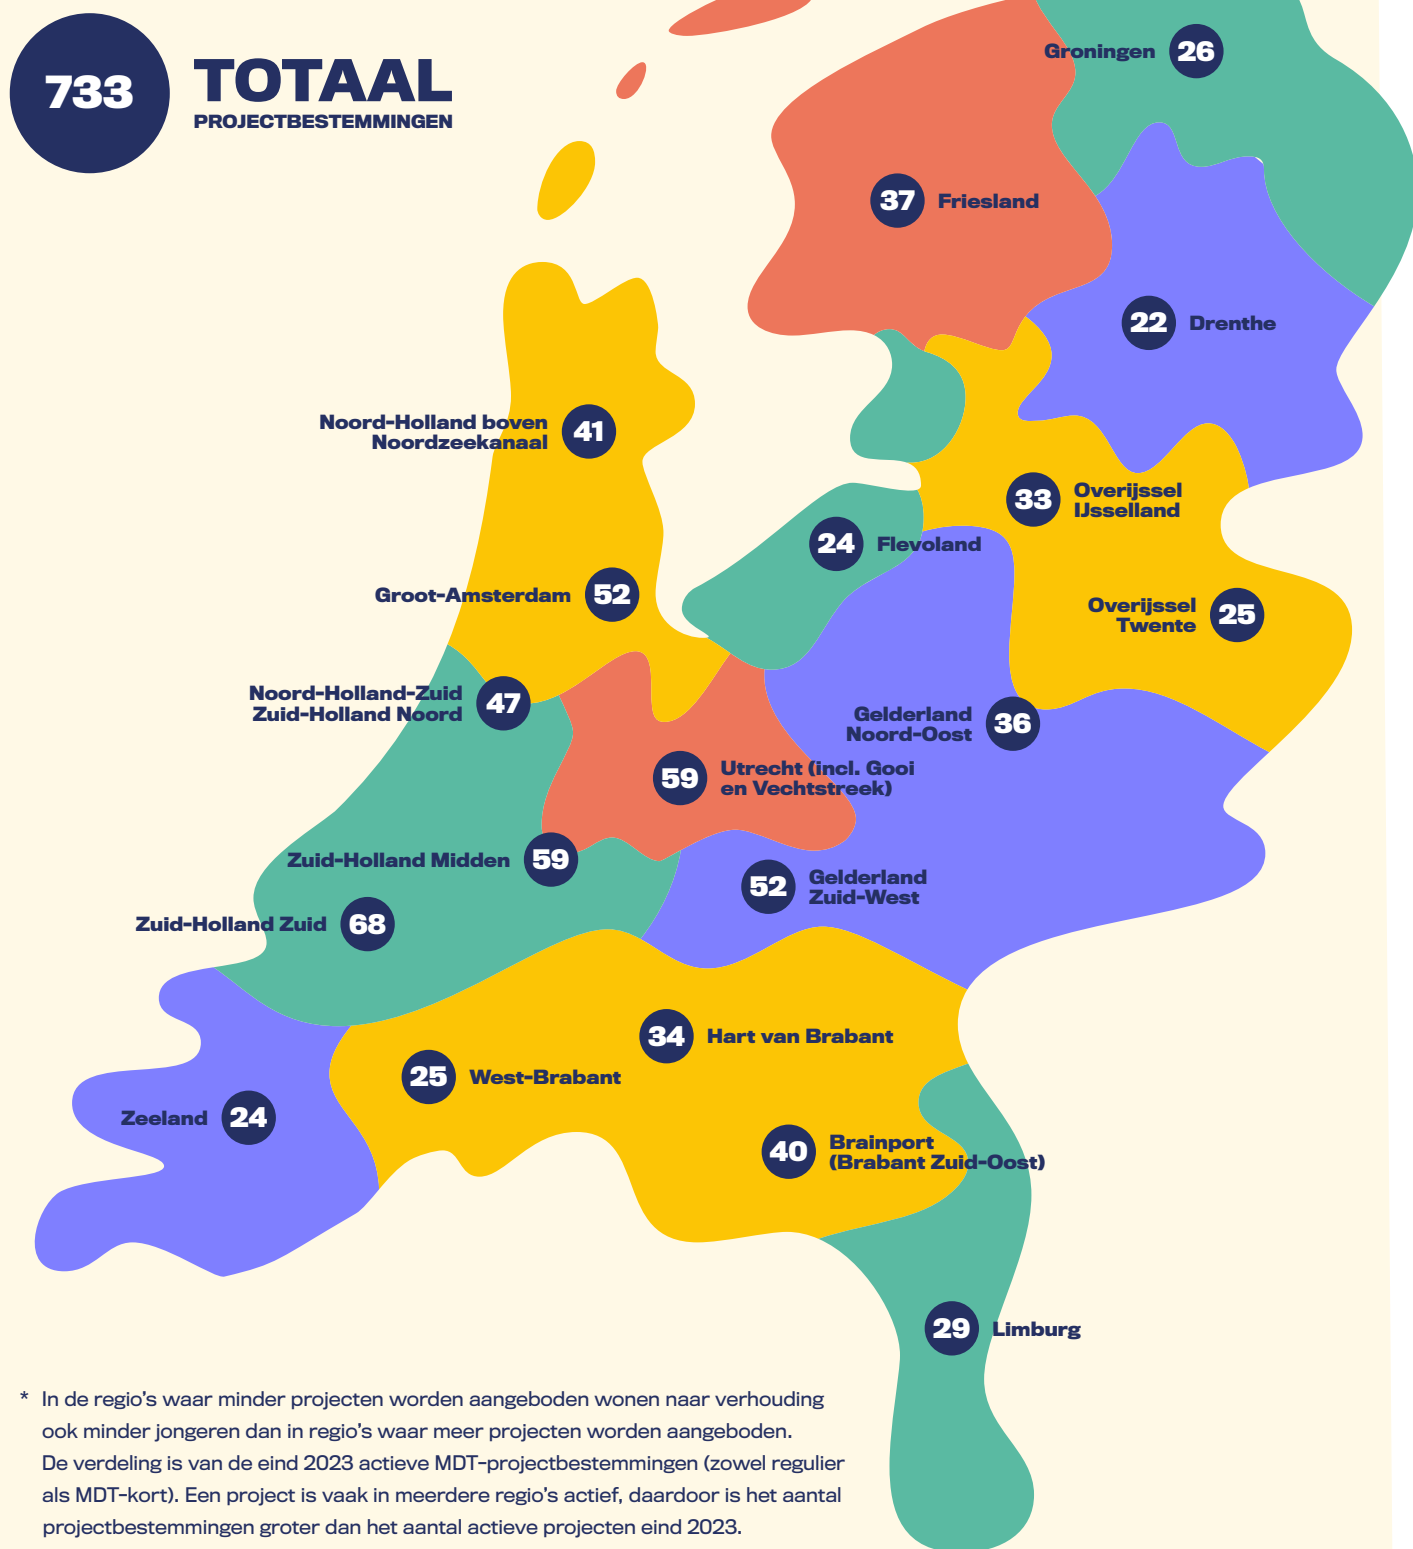 733
TOTAAL
PROJECTBESTEMMINGEN
Groningen 26
37 Friesland
22 Drenthe
Noord-Holland boven
Noordzeekanaal
41
33
Overijssel
IJsselland
24 Flevoland
Groot-Amsterdam 52
Overijssel
Twente
25
Noord-Holland-Zuid
Zuid-Holland Noord
47
Gelderland
Noord-Oost
36
59
Utrecht (incl. Gooi
en Vechtstreek)
Zuid-Holland Midden 59
52
Gelderland
Zuid-West
Zuid-Holland Zuid 68
34 Hart van Brabant
25 West-Brabant
Zeeland 24
40
Brainport
(Brabant Zuid-Oost)
29 Limburg
* In de regio's waar minder projecten worden aangeboden wonen naar verhouding
ook minder jongeren dan in regio's waar meer projecten worden aangeboden.
De verdeling is van de eind 2023 actieve MDT-projectbestemmingen (zowel regulier
als MDT-kort). Een project is vaak in meerdere regio's actief, daardoor is het aantal
projectbestemmingen groter dan het aantal actieve projecten eind 2023.